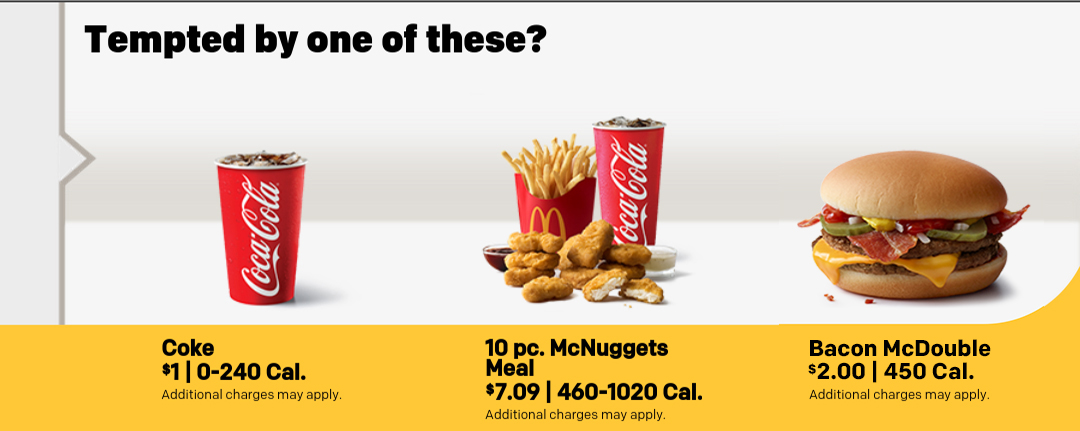 Tempted by one of these?
Coca-Cola
Coca-Cola
Coke
$1 | 0-240 Cal.
Additional charges may apply.
10 pc. McNuggets
Meal
$7.09 | 460-1020 Cal.
Additional charges may apply.
Bacon McDouble
$2.00 | 450 Cal.
Additional charges may apply.